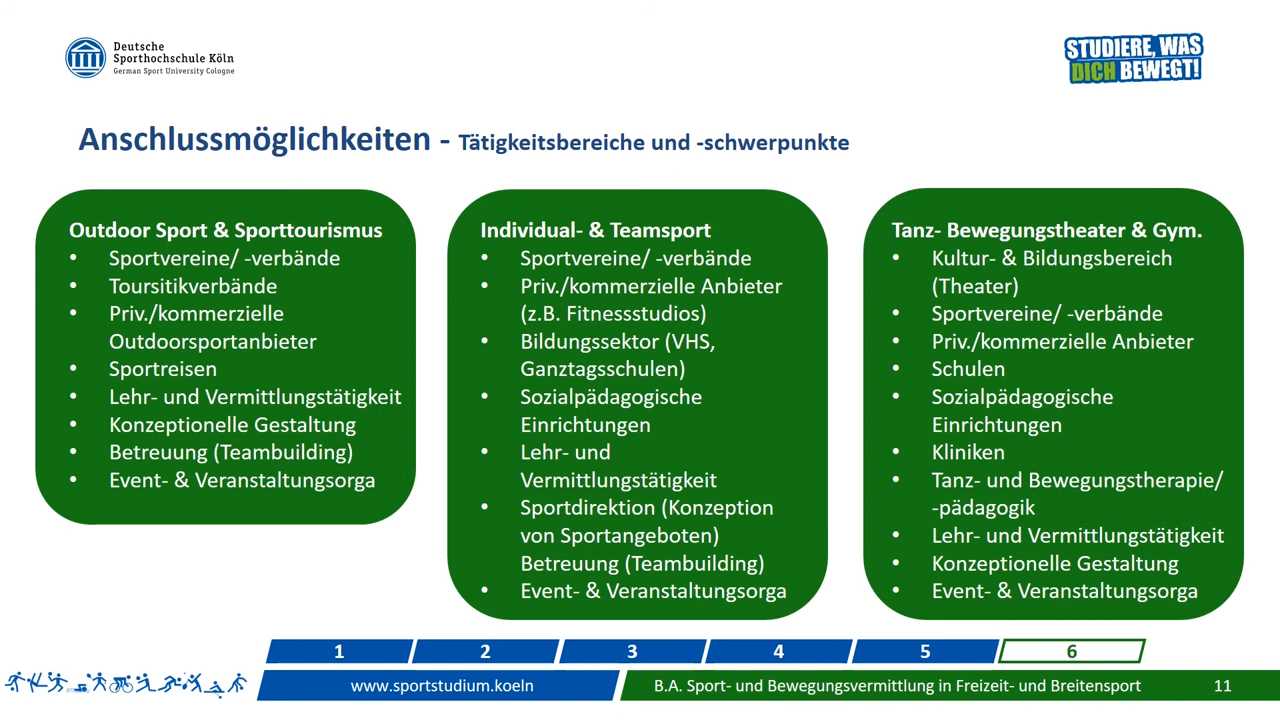 Deutsche
Sporthochschule Köln
German Sport University Cologne
STUDIERE, WAS
DICH BEWEGT!
Anschlussmöglichkeiten - Tätigkeitsbereiche und -schwerpunkte
Outdoor Sport & Sporttourismus
• Sportvereine/ -verbände
• Toursitikverbände
• Priv./kommerzielle
Outdoorsportanbieter
• Sportreisen
• Lehr- und Vermittlungstätigkeit
• Konzeptionelle Gestaltung
• Betreuung (Teambuilding)
• Event- & Veranstaltungsorga
Individual- & Teamsport
• Sportvereine/ -verbände
• Priv./kommerzielle Anbieter
(z.B. Fitnessstudios)
• Bildungssektor (VHS,
Ganztagsschulen)
• Sozialpädagogische
Einrichtungen
• Lehr- und
Vermittlungstätigkeit
• Sportdirektion (Konzeption
von Sportangeboten)
Betreuung (Teambuilding)
• Event- & Veranstaltungsorga
Tanz- Bewegungstheater & Gym.
• Kultur- & Bildungsbereich
(Theater)
• Sportvereine/ -verbände
• Priv./kommerzielle Anbieter
• Schulen
• Sozialpädagogische
Einrichtungen
• Kliniken
• Tanz- und Bewegungstherapie/
-pädagogik
• Lehr- und Vermittlungstätigkeit
• Konzeptionelle Gestaltung
• Event- & Veranstaltungsorga
1 2 3 4 5 6
www.sportstudium.koeln
B.A. Sport- und Bewegungsvermittlung in Freizeit- und Breitensport
11